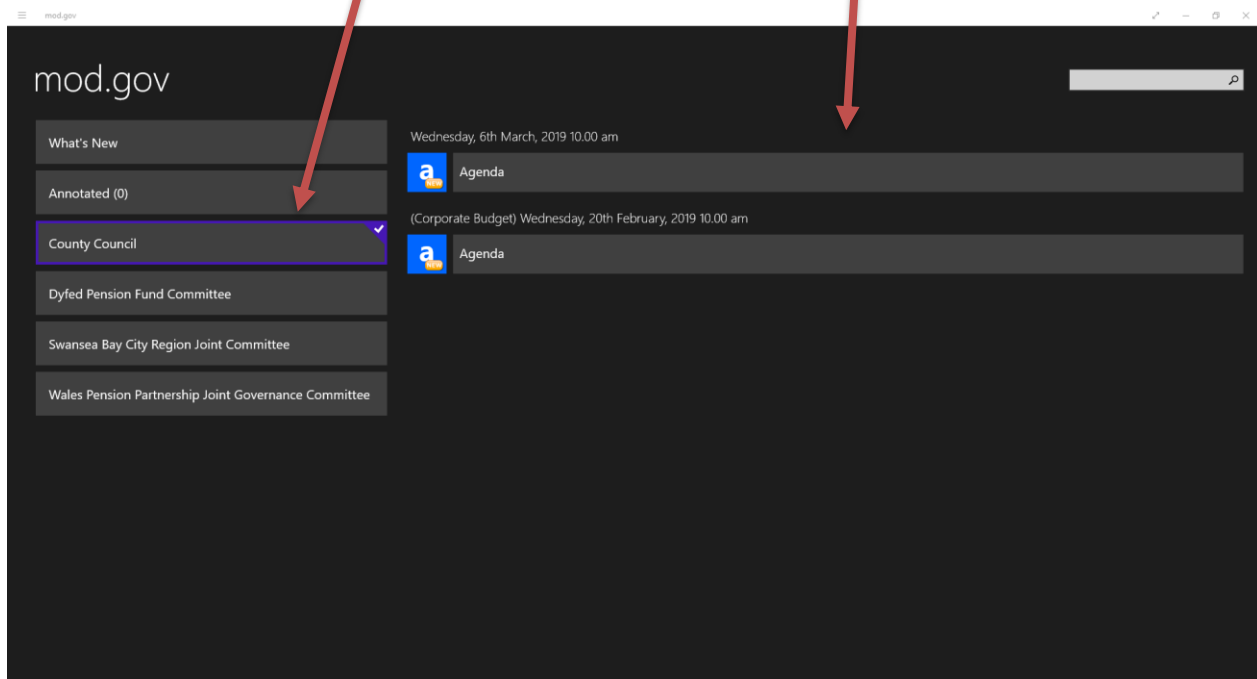 mod.gov
mod.gov
What's New
Annotated (0)
County Council
Dyfed Pension Fund Committee
Swansea Bay City Region Joint Committee
Wales Pension Partnership Joint Governance Committee
Wednesday, 6th March, 2019 10.00 am
a NEW Agenda
(Corporate Budget) Wednesday, 20th February, 2019 10.00 am
a NEW Agenda